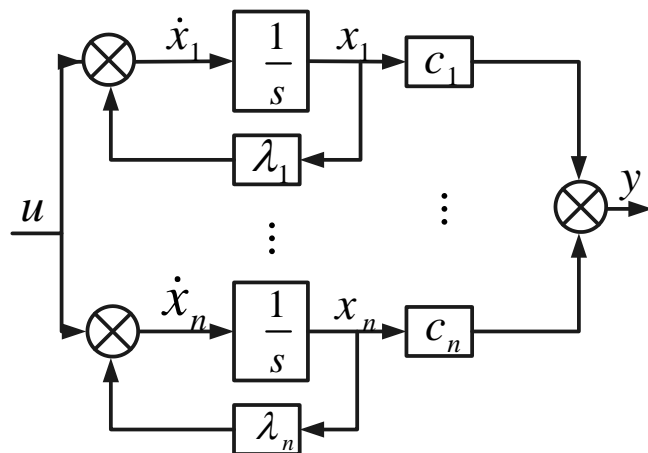 ẋ₁ 1/s x₁ c₁
λ₁
u ⋮ ⋮ y
ẋₙ 1/s xₙ cₙ
λₙ